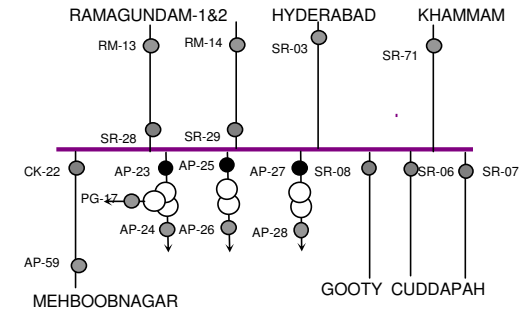 RAMAGUNDAM-1&2 HYDERABAD KHAMMAM
RM-13 RM-14 SR-03 SR-71
SR-28 SR-29
CK-22 AP-23 AP-25 AP-27 SR-08 SR-06 SR-07
PG-17
AP-24 AP-26 AP-28
AP-59
MEHBOOBNAGAR GOOTY CUDDAPAH